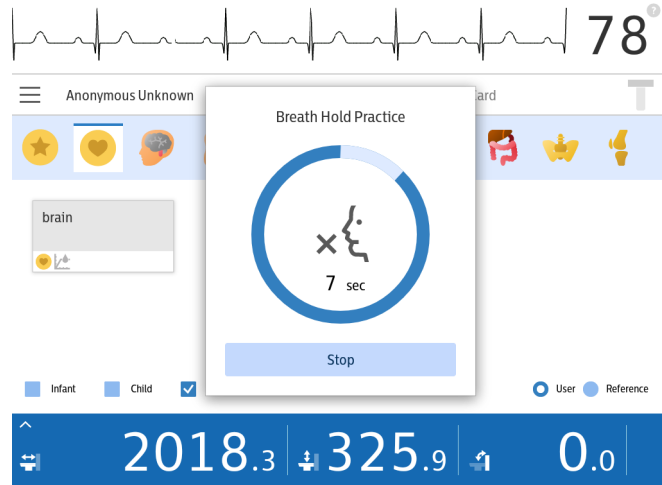 78
?
Anonymous Unknown
Breath Hold Practice
brain
7 sec
Stop
Infant
Child
User
Reference
2018.3
325.9
0.0